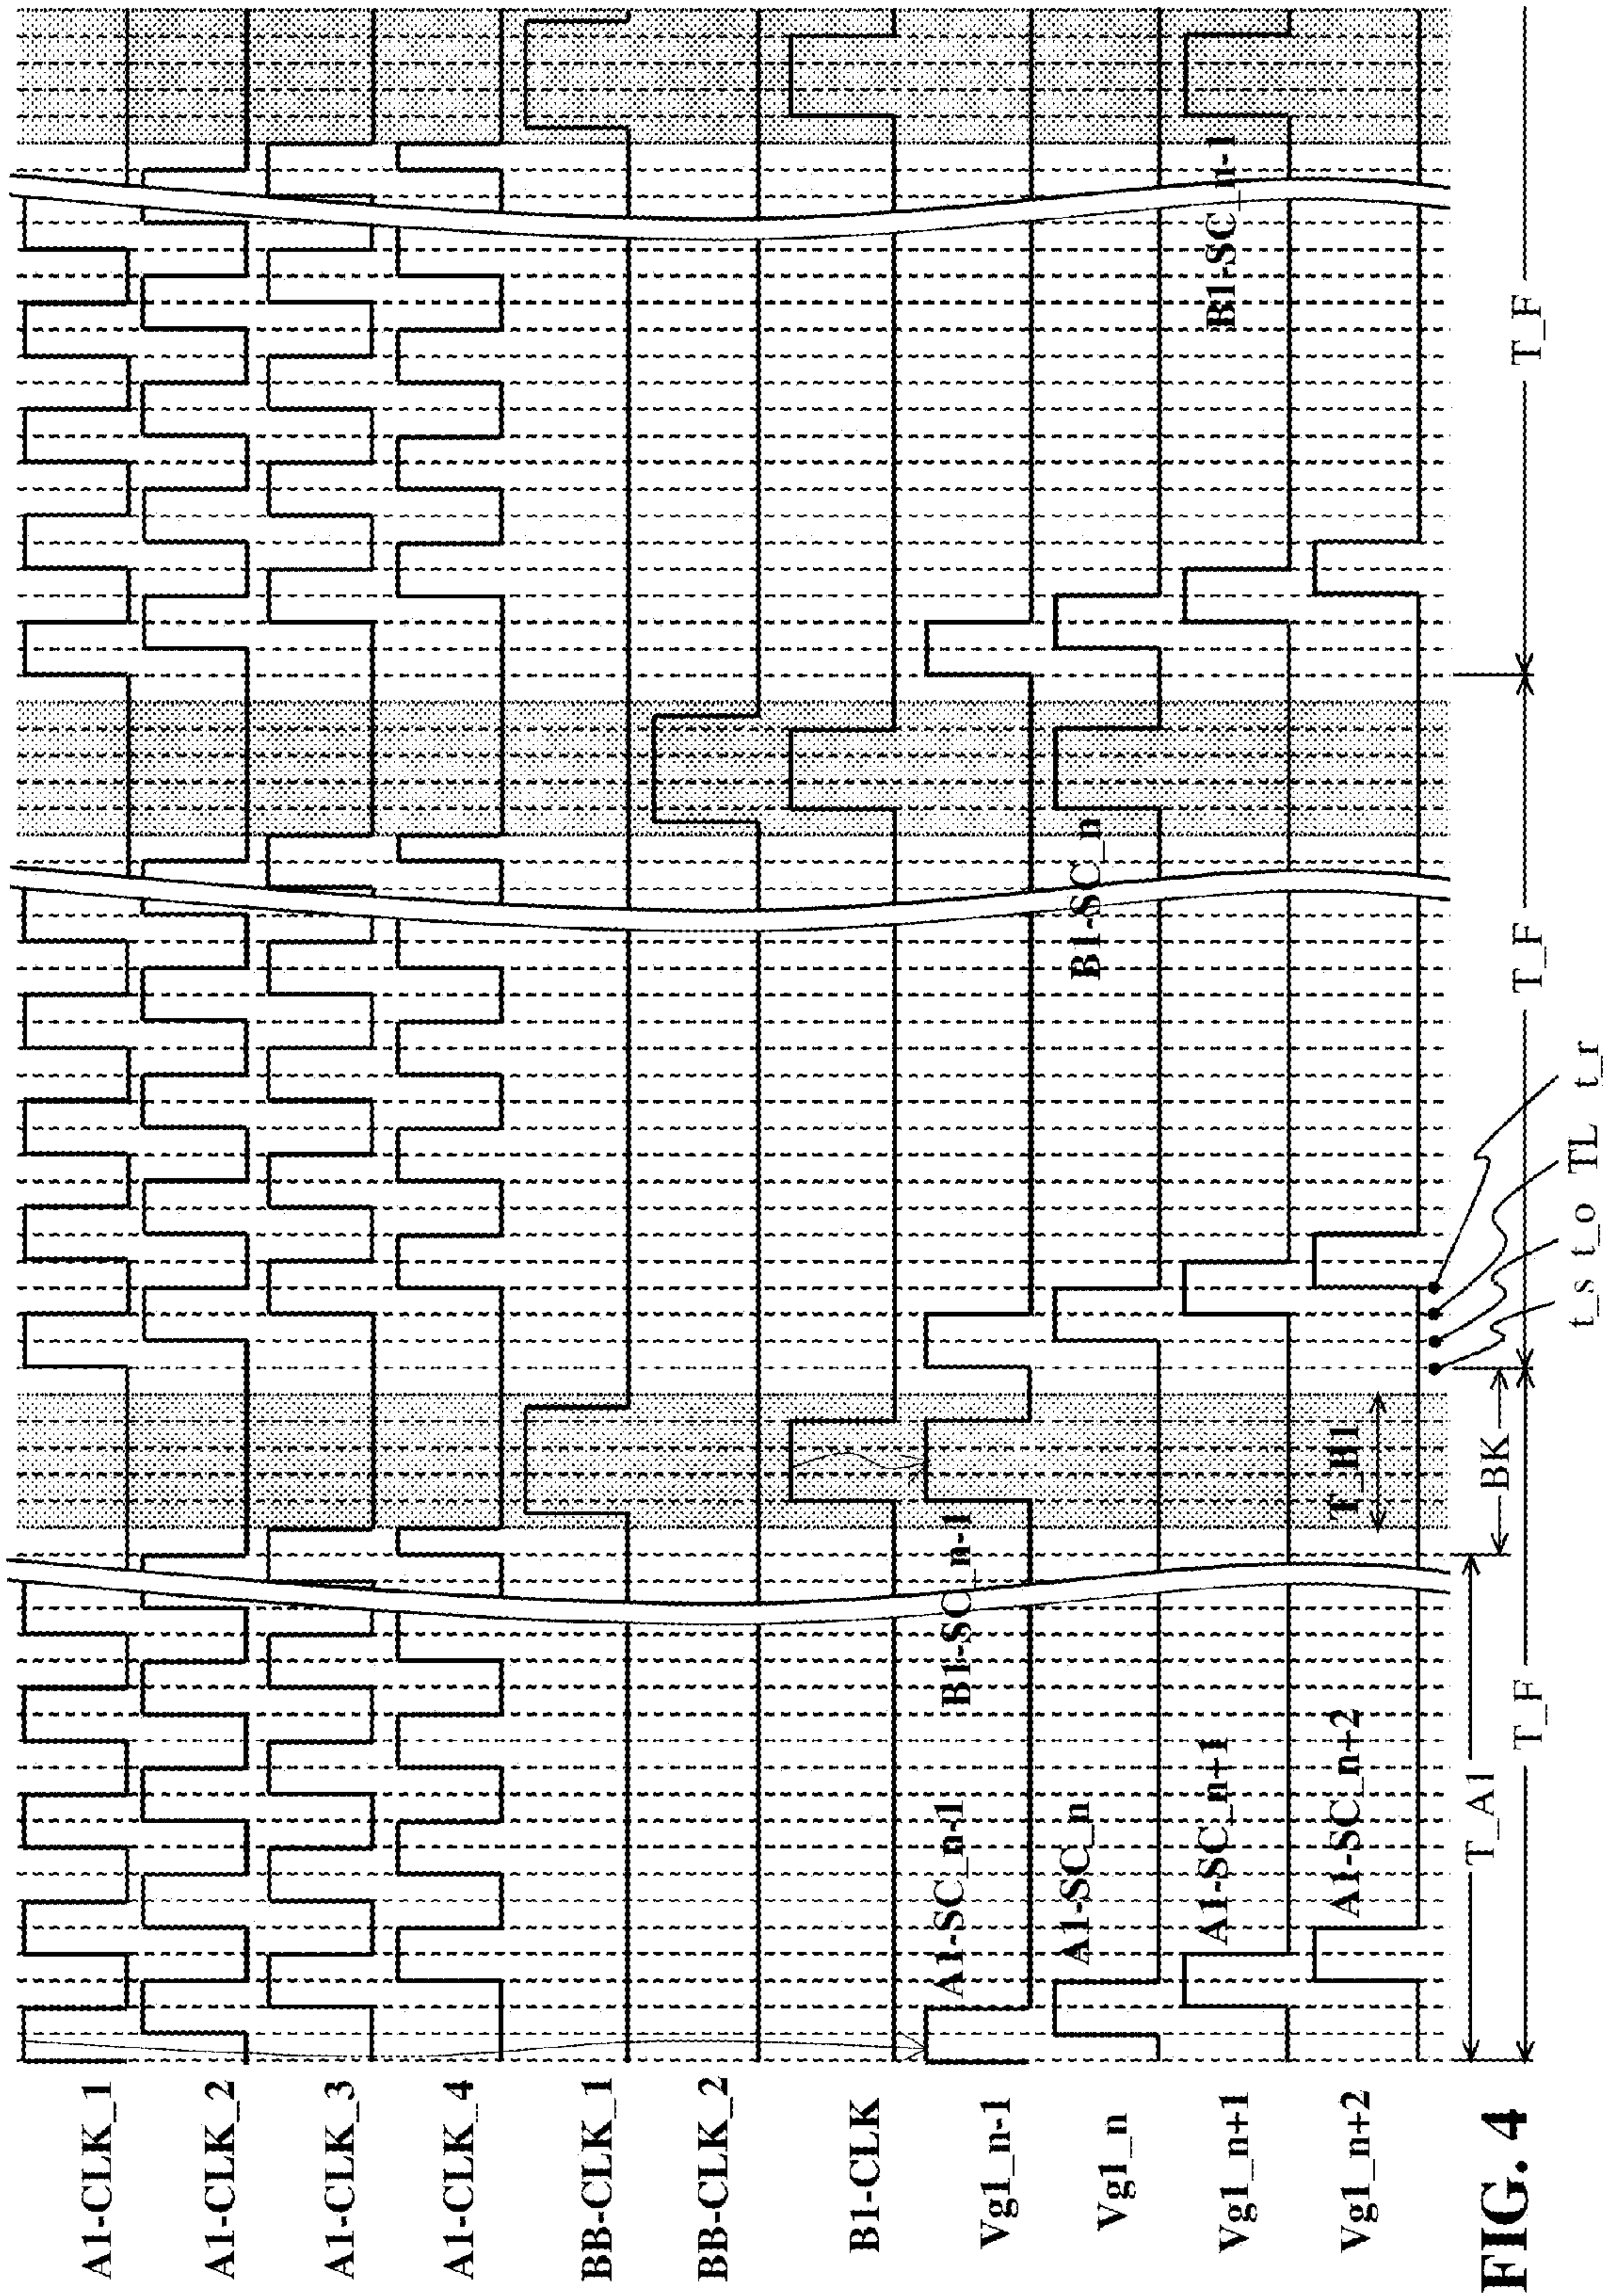 A1-CLK_1
A1-CLK_2
A1-CLK_3
A1-CLK_4
BB-CLK_1
BB-CLK_2
B1-CLK
Vg1_n-1
Vg1_n
Vg1_n+1
Vg1_n+2
A1-SC_n-1
B1-SC_n-1
A1-SC_n
B1-SC_n
A1-SC_n+1
B1-SC_n-1
A1-SC_n+2
T_B1
T_A1
BK
T_F
T_F
T_F
t_s t_o TL t_r
FIG. 4